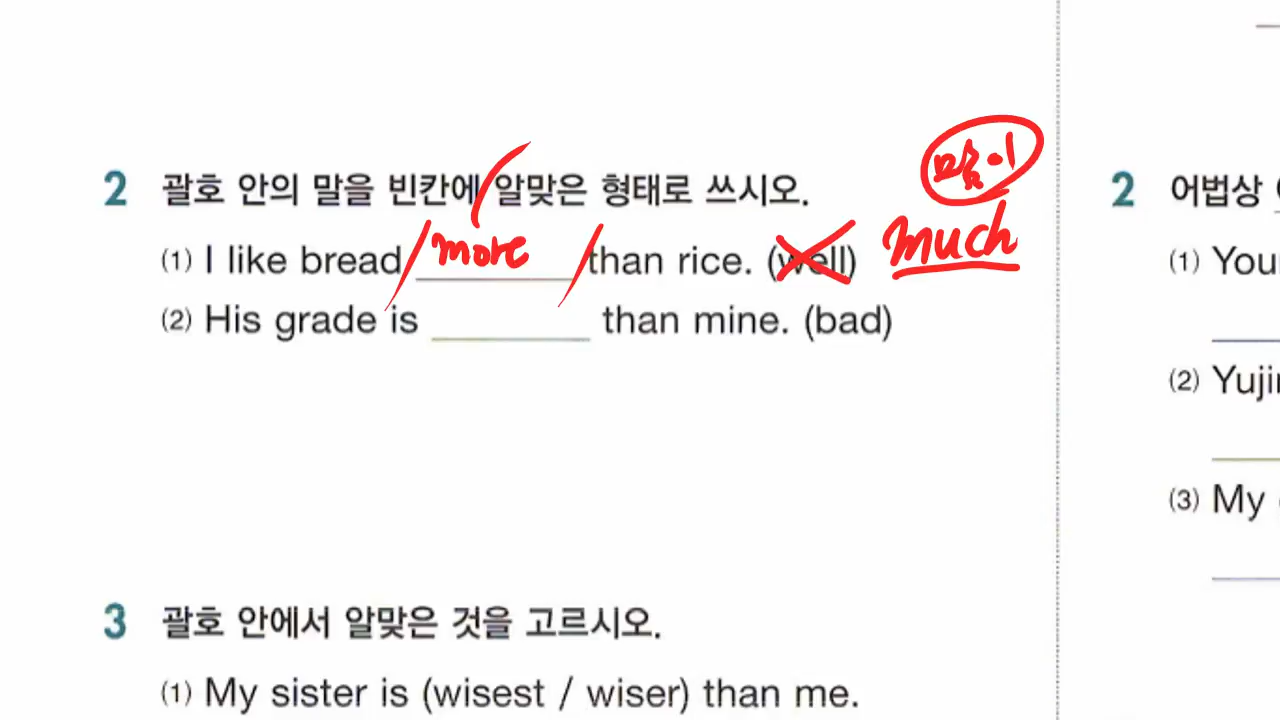 많이
2 괄호 안의 말을 빈칸에 알맞은 형태로 쓰시오.
much
(1) I like bread more than rice. (well)
(2) His grade is ________ than mine. (bad)
3 괄호 안에서 알맞은 것을 고르시오.
(1) My sister is (wisest / wiser) than me.
2 어법상
(1) Your
(2) Yujin
(3) My